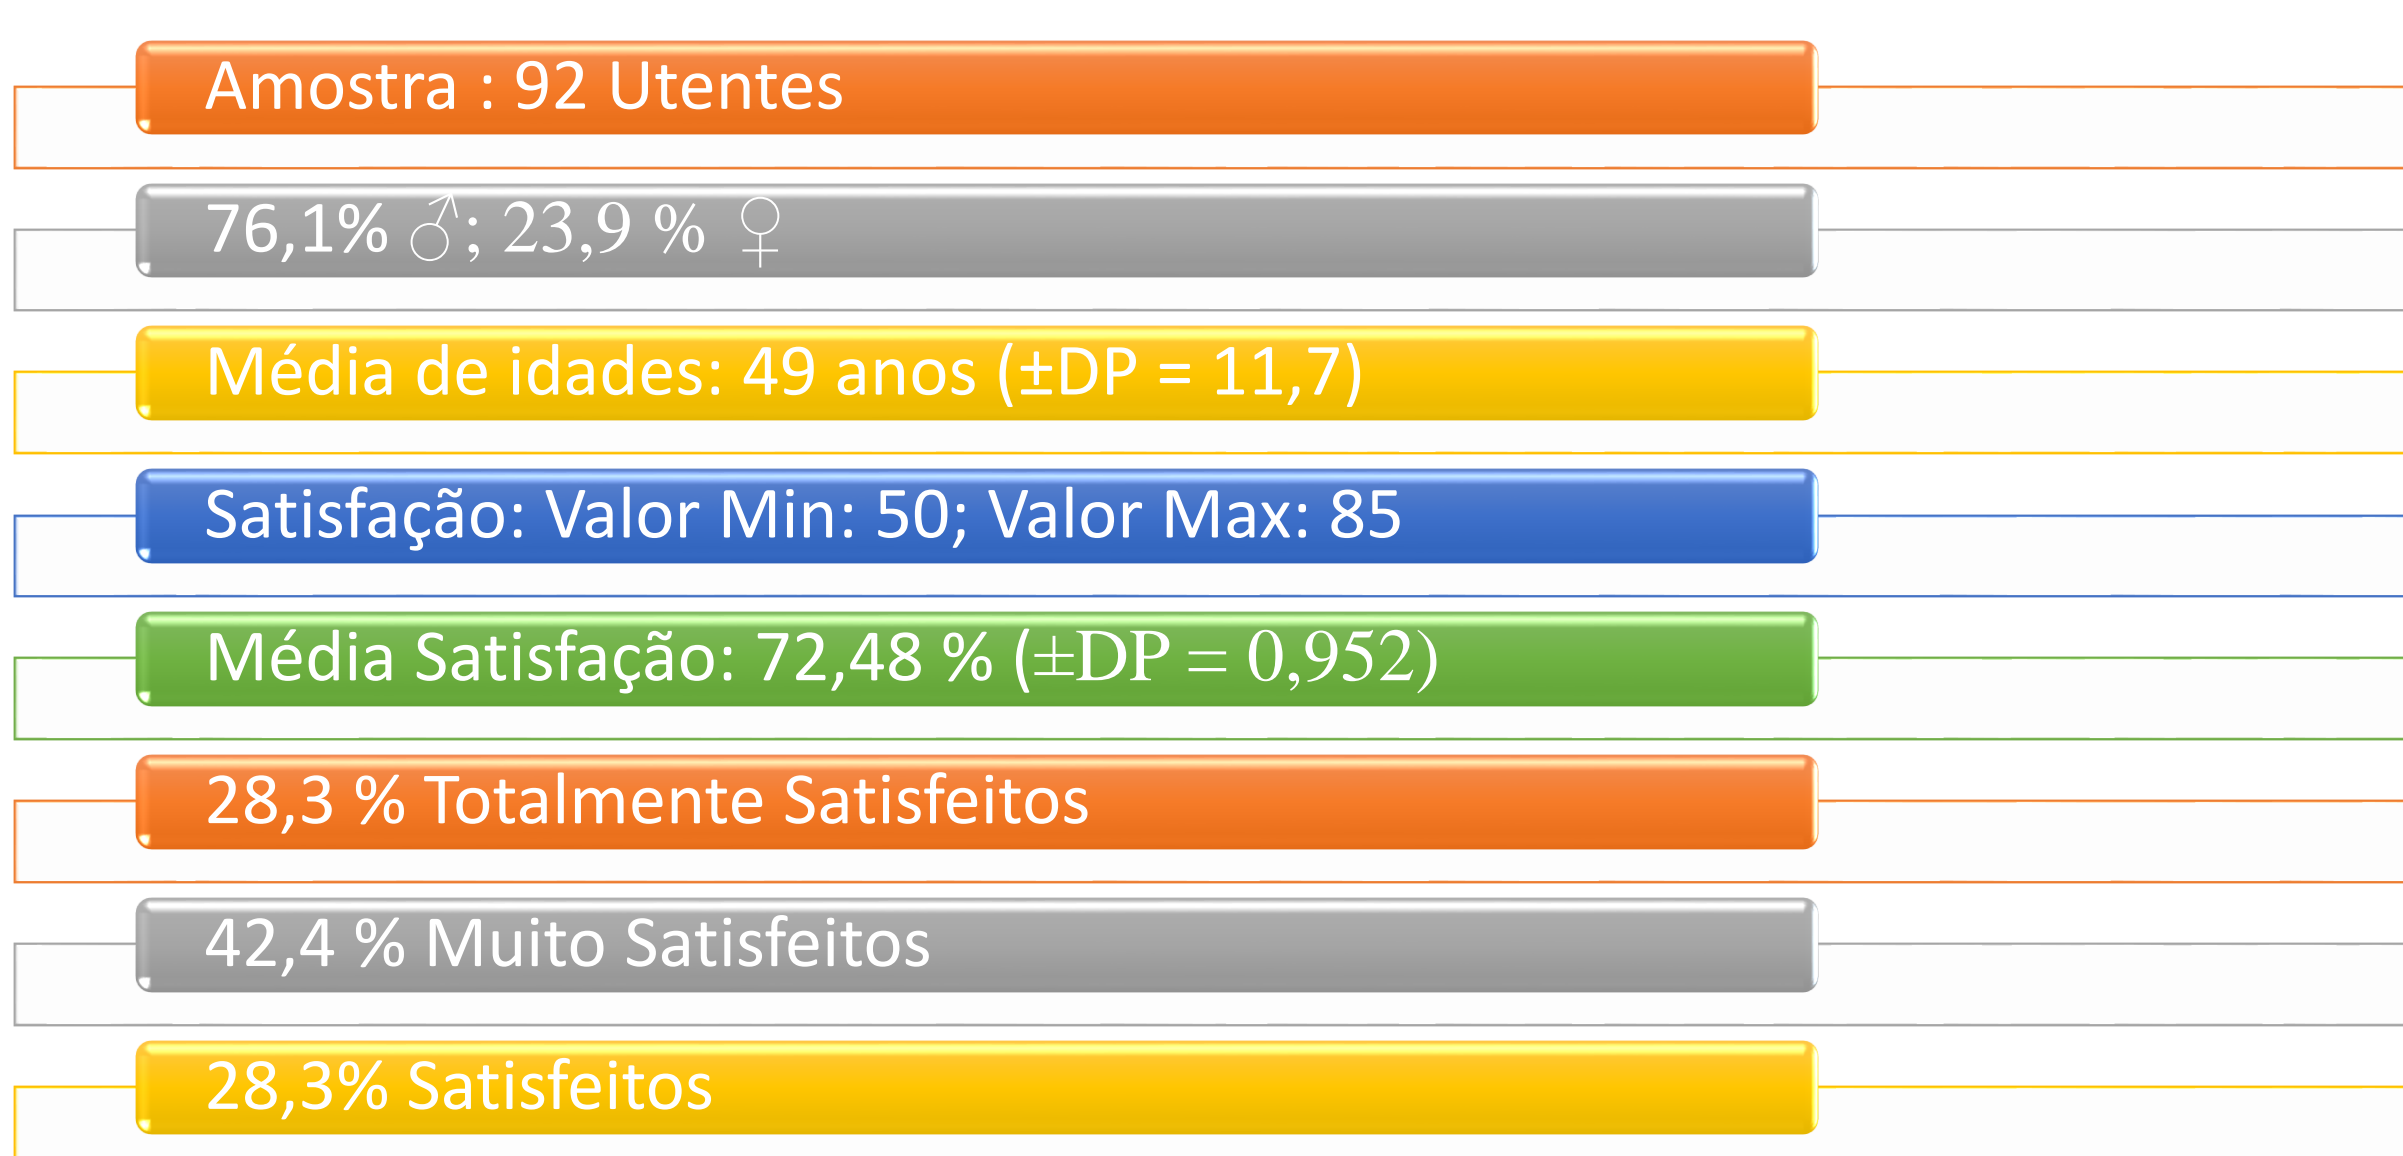 Amostra : 92 Utentes
76,1% ♂; 23,9 % ♀
Média de idades: 49 anos (±DP = 11,7)
Satisfação: Valor Min: 50; Valor Max: 85
Média Satisfação: 72,48 % (±DP = 0,952)
28,3 % Totalmente Satisfeitos
42,4 % Muito Satisfeitos
28,3% Satisfeitos